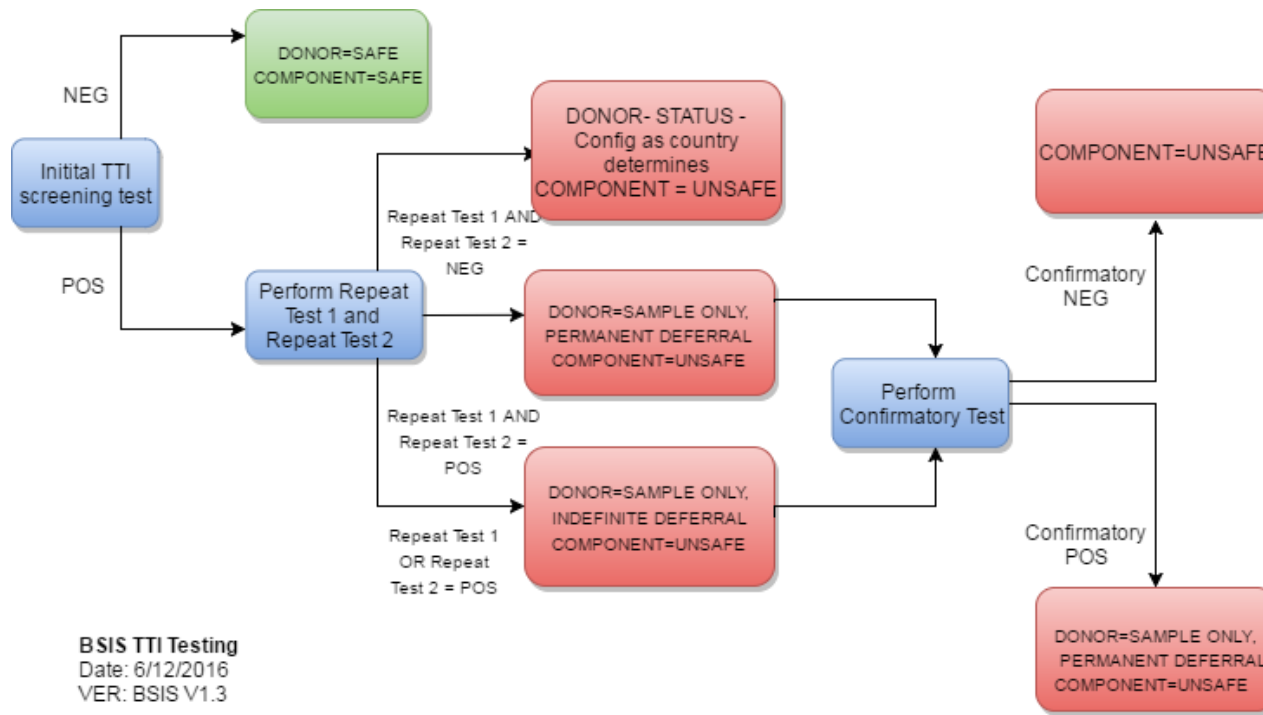 DONOR=SAFE
COMPONENT=SAFE
NEG
Initital TTI
screening test
POS
DONOR- STATUS -
Config as country
determines
COMPONENT = UNSAFE
Repeat Test 1 AND
Repeat Test 2 =
NEG
Perform Repeat
Test 1 and
Repeat Test 2
DONOR=SAMPLE ONLY,
PERMANENT DEFERRAL
COMPONENT=UNSAFE
Repeat Test 1 AND
Repeat Test 2 =
POS
DONOR=SAMPLE ONLY,
INDEFINITE DEFERRAL
COMPONENT=UNSAFE
Repeat Test 1
OR Repeat
Test 2 = POS
Perform
Confirmatory Test
COMPONENT=UNSAFE
Confirmatory
NEG
Confirmatory
POS
DONOR=SAMPLE ONLY,
PERMANENT DEFERRAL
COMPONENT=UNSAFE
BSIS TTI Testing
Date: 6/12/2016
VER: BSIS V1.3